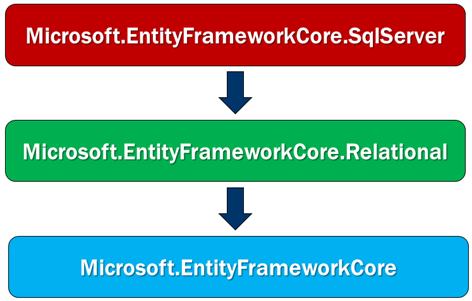 Microsoft.EntityFrameworkCore.SqlServer
Microsoft.EntityFrameworkCore.Relational
Microsoft.EntityFrameworkCore